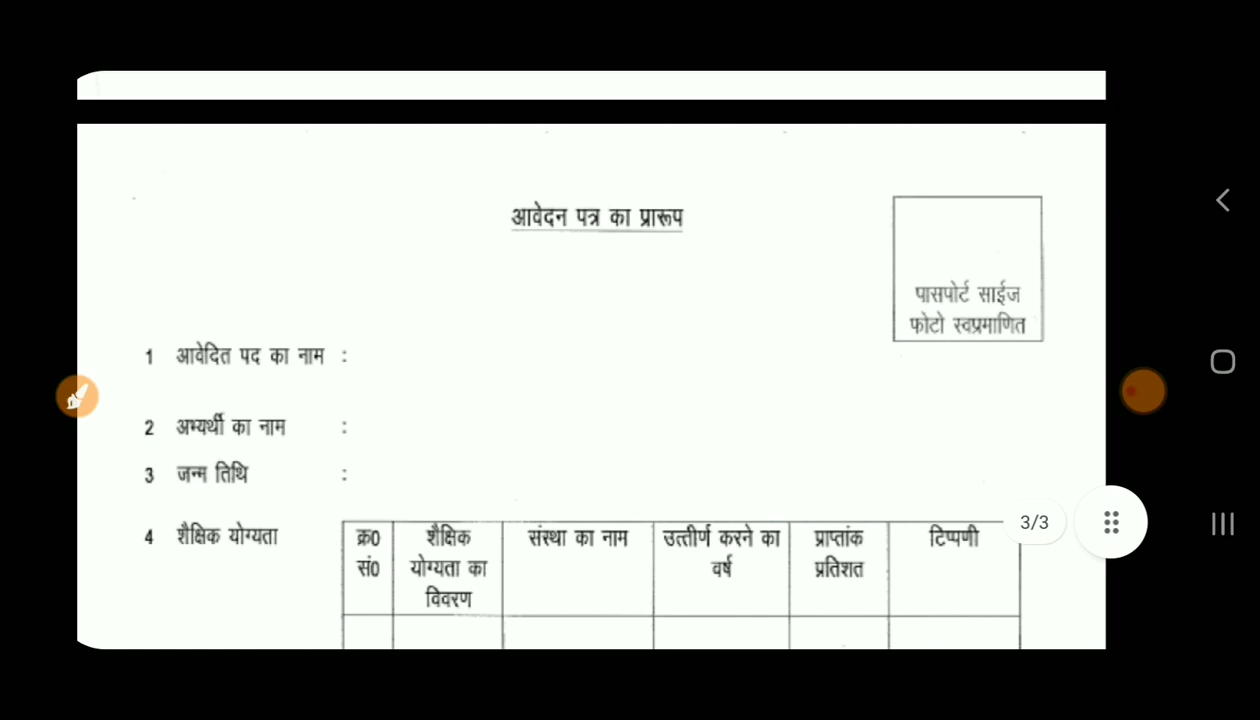 आवेदन पत्र का प्रारूप
पासपोर्ट साईज
फोटो स्वप्रमाणित
1 आवेदित पद का नाम :
2 अभ्यर्थी का नाम :
3 जन्म तिथि :
4 शैक्षिक योग्यता
क्र0 सं0
शैक्षिक योग्यता का विवरण
संस्था का नाम
उत्तीर्ण करने का वर्ष
प्राप्तांक प्रतिशत
टिप्पणी
3/3